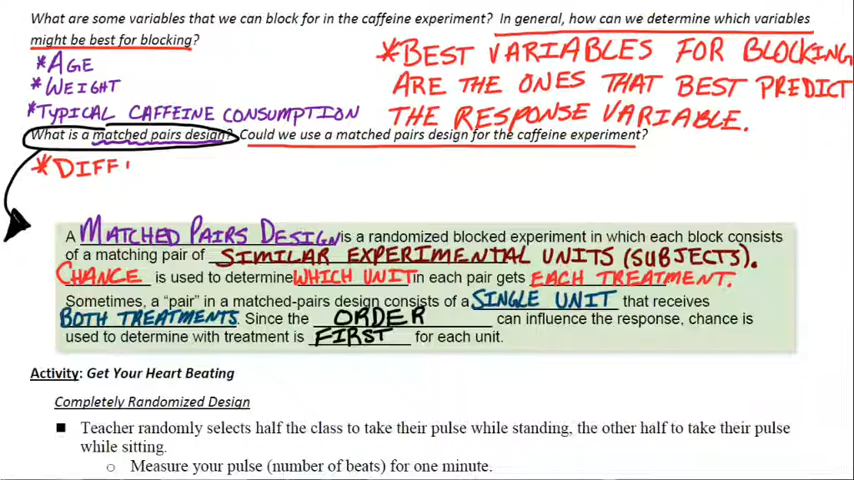 What are some variables that we can block for in the caffeine experiment? In general, how can we determine which variables
might be best for blocking?
*AGE
*WEIGHT
*TYPICAL CAFFEINE CONSUMPTION
*BEST VARIABLES FOR BLOCKING
ARE THE ONES THAT BEST PREDICT
THE RESPONSE VARIABLE.
What is a matched pairs design? Could we use a matched pairs design for the caffeine experiment?
*DIFF
A MATCHED PAIRS DESIGN is a randomized blocked experiment in which each block consists
of a matching pair of SIMILAR EXPERIMENTAL UNITS (SUBJECTS).
CHANCE is used to determine WHICH UNIT in each pair gets EACH TREATMENT.
Sometimes, a “pair” in a matched-pairs design consists of a SINGLE UNIT that receives
BOTH TREATMENTS. Since the ORDER can influence the response, chance is
used to determine with treatment is FIRST for each unit.
Activity: Get Your Heart Beating
Completely Randomized Design
■ Teacher randomly selects half the class to take their pulse while standing, the other half to take their pulse
while sitting.
o Measure your pulse (number of beats) for one minute.